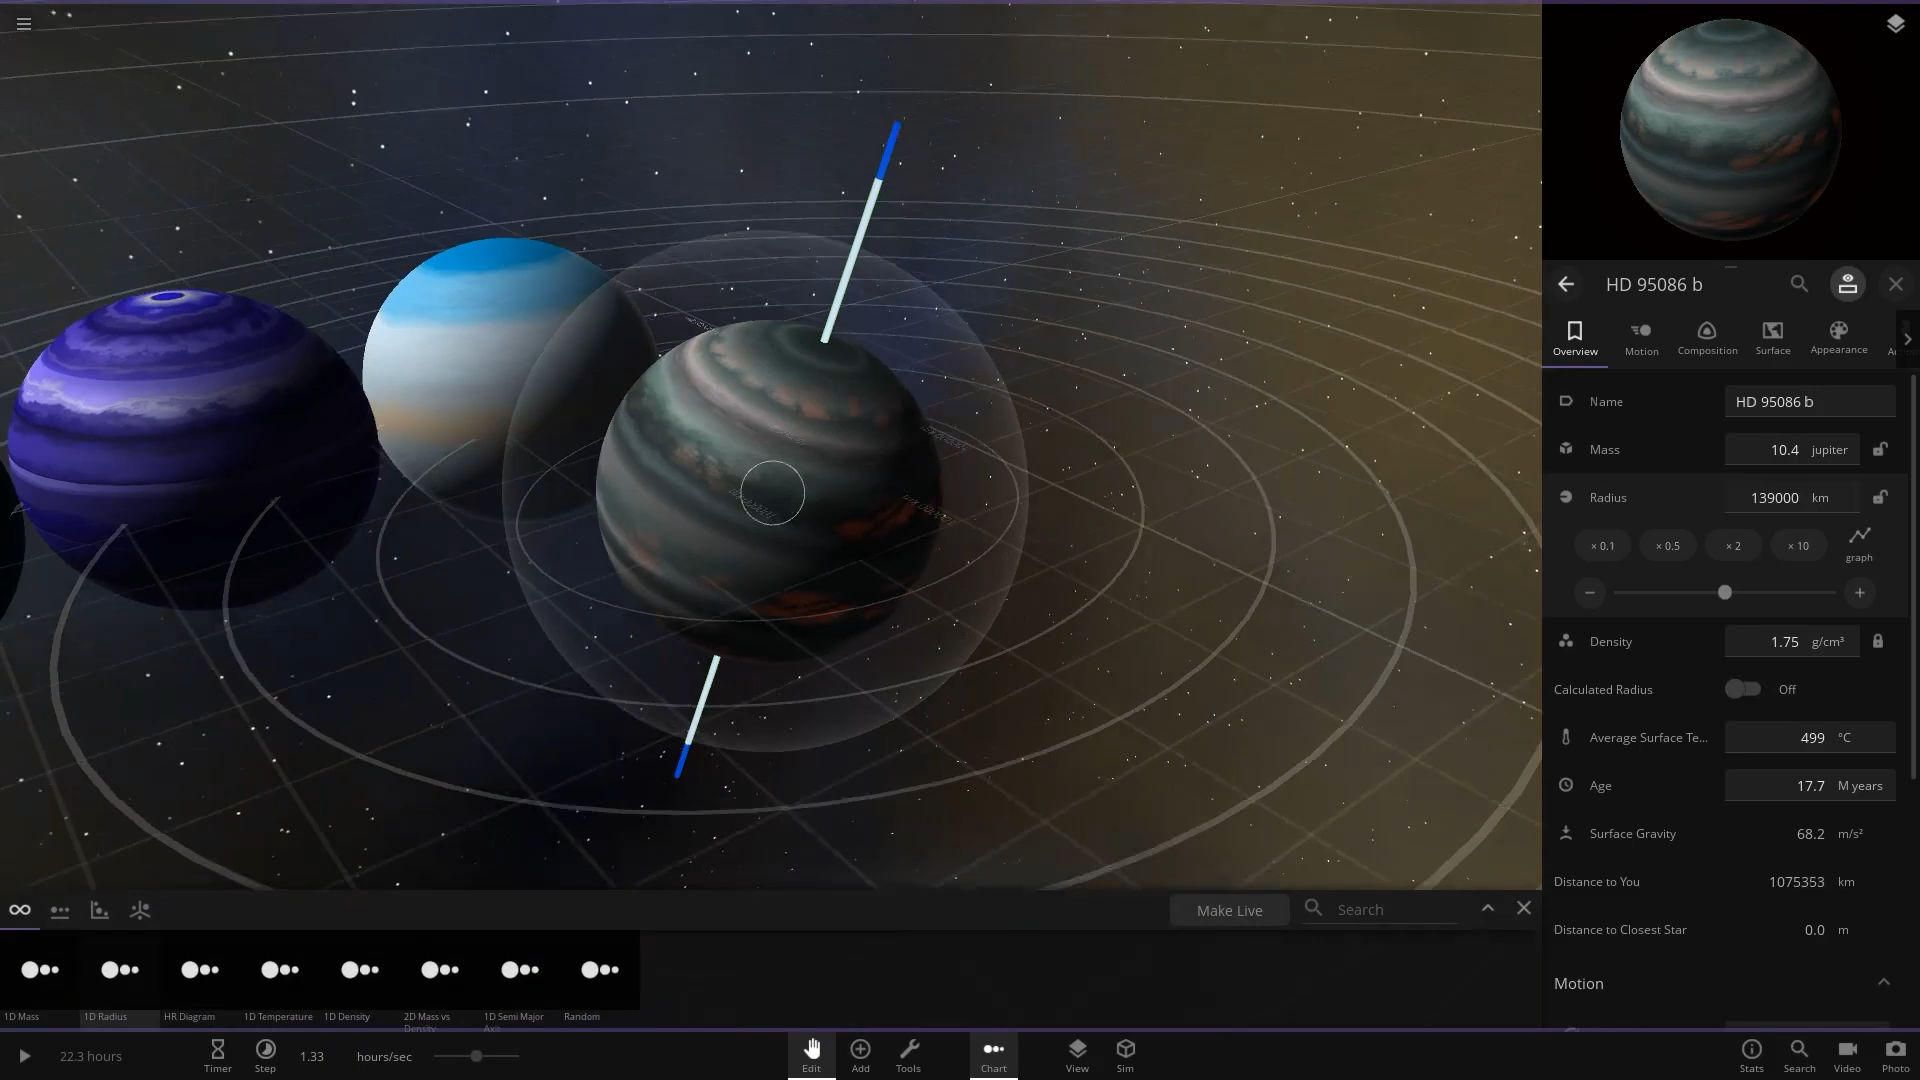 HD 95086 b
Overview
Motion
Composition
Surface
Appearance
Name HD 95086 b
Mass 10.4 jupiter
Radius 139000 km
× 0.1 × 0.5 × 2 × 10 graph
Density 1.75 g/cm³
Calculated Radius Off
Average Surface Te... 499 °C
Age 17.7 M years
Surface Gravity 68.2 m/s²
Distance to You 1075353 km
Distance to Closest Star 0.0 m
Motion
Make Live Search
1D Mass
1D Radius
HR Diagram
1D Temperature
1D Density
2D Mass vs
Density
1D Semi Major
Axis
Random
22.3 hours
Timer
Step
1.33 hours/sec
Edit
Add
Tools
Chart
View
Sim
Stats
Search
Video
Photo